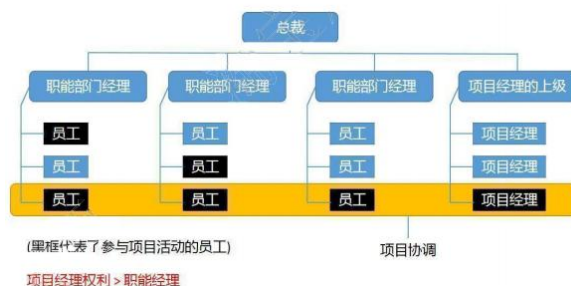 总裁
职能部门经理 职能部门经理 职能部门经理 项目经理的上级
员工 员工 员工 项目经理
员工 员工 员工 项目经理
员工 员工 员工 项目经理
(黑框代表了参与项目活动的员工) 项目协调
项目经理权利 > 职能经理